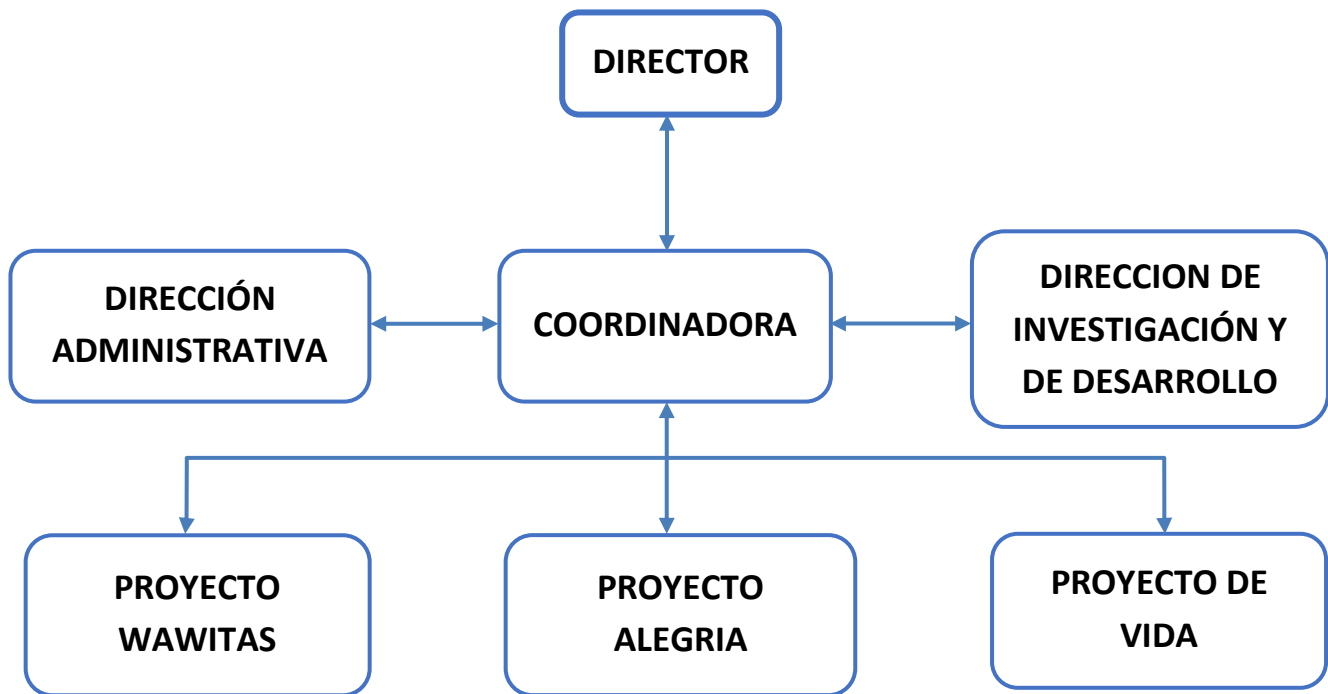 DIRECTOR
DIRECCIÓN
ADMINISTRATIVA
COORDINADORA
DIRECCION DE
INVESTIGACIÓN Y
DE DESARROLLO
PROYECTO
WAWITAS
PROYECTO
ALEGRIA
PROYECTO DE
VIDA